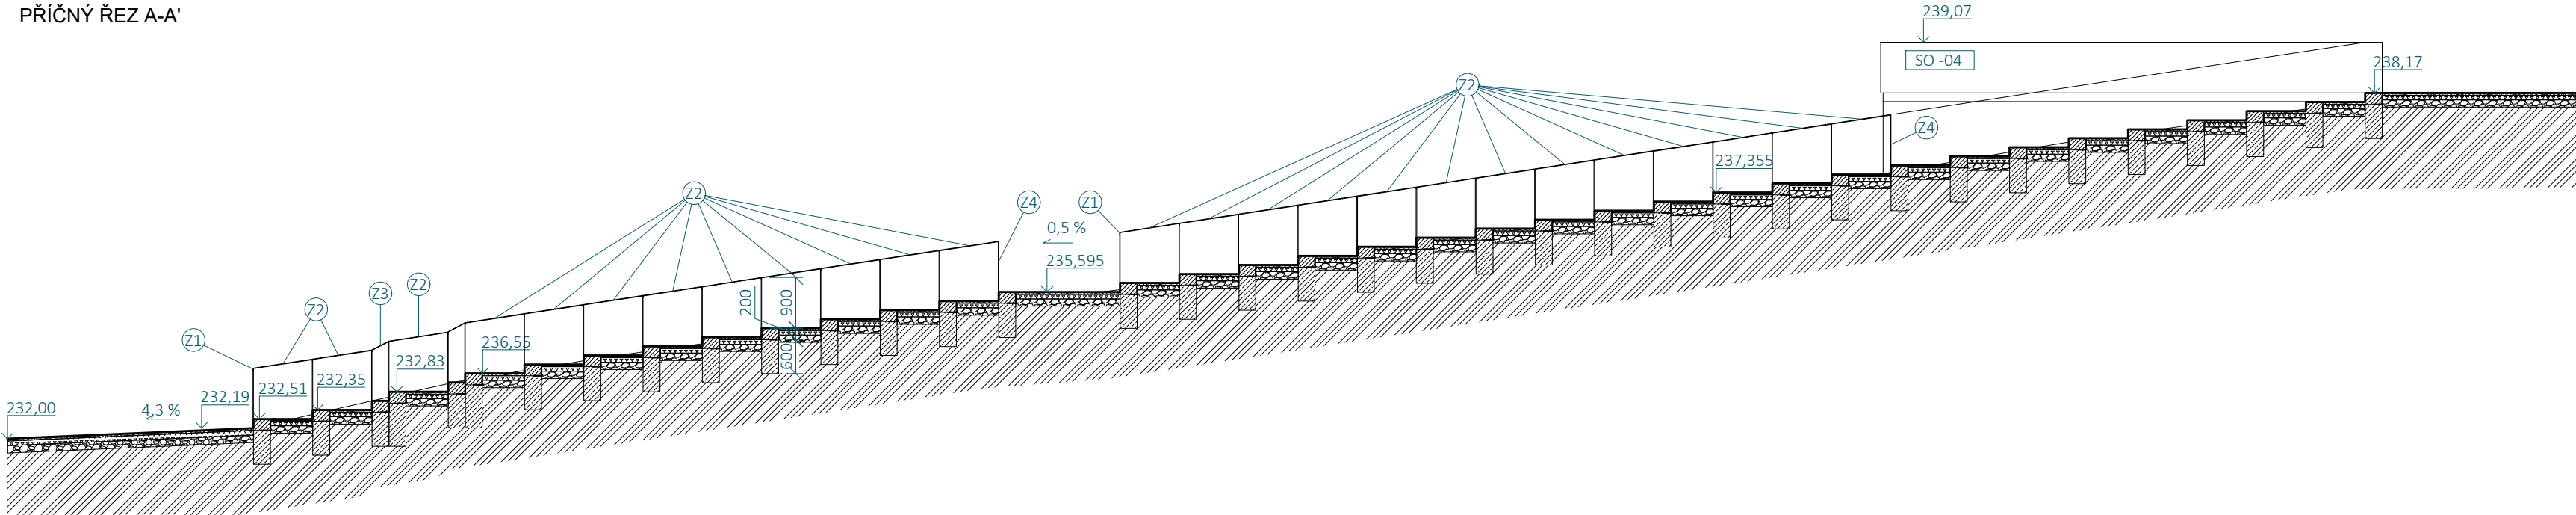 PŘÍČNÝ ŘEZ A-A'
239,07
SO -04
238,17
Z2
Z4
237,355
Z2
Z4
Z1
0,5 %
235,595
Z2
Z3
Z2
200
900
600
Z1
236,55
232,83
232,35
232,51
232,19
4,3 %
232,00